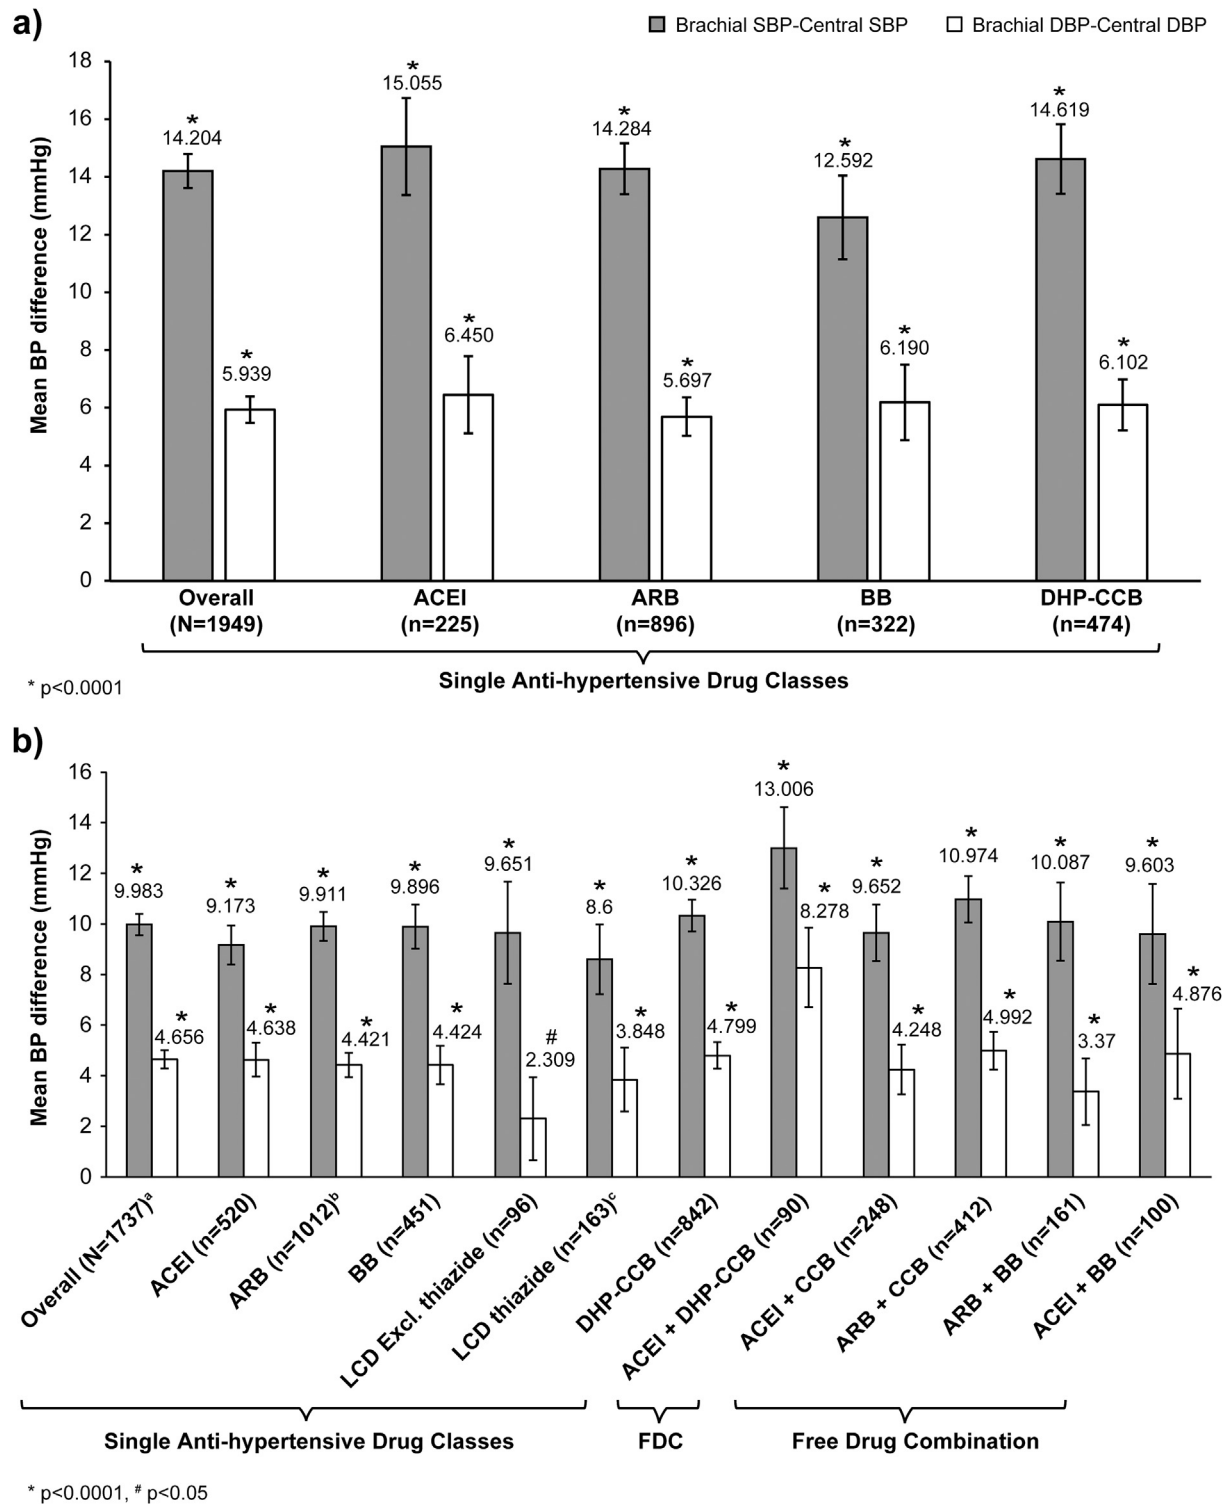 a)
Brachial SBP-Central SBP
Brachial DBP-Central DBP
Mean BP difference (mmHg)
18
16
14
12
10
8
6
4
2
0
*
14.204
*
5.939
*
15.055
*
6.450
*
14.284
*
5.697
*
12.592
*
6.190
*
14.619
*
6.102
Overall
(N=1949)
ACEI
(n=225)
ARB
(n=896)
BB
(n=322)
DHP-CCB
(n=474)
Single Anti-hypertensive Drug Classes
* p<0.0001
b)
Mean BP difference (mmHg)
16
14
12
10
8
6
4
2
0
*
9.983
*
4.656
*
9.173
*
4.638
*
9.911
*
4.421
*
9.896
*
4.424
*
9.651
#
2.309
*
8.6
*
3.848
*
10.326
*
4.799
*
13.006
*
8.278
*
9.652
*
4.248
*
10.974
*
4.992
*
10.087
*
3.37
*
9.603
*
4.876
Overall (N=1737)a
ACEI (n=520)
ARB (n=1012)b
BB (n=451)
LCD Excl. thiazide (n=96)
LCD thiazide (n=163)c
DHP-CCB (n=842)
ACEI + DHP-CCB (n=90)
ACEI + CCB (n=248)
ARB + CCB (n=412)
ARB + BB (n=161)
ACEI + BB (n=100)
Single Anti-hypertensive Drug Classes
FDC
Free Drug Combination
* p<0.0001, # p<0.05